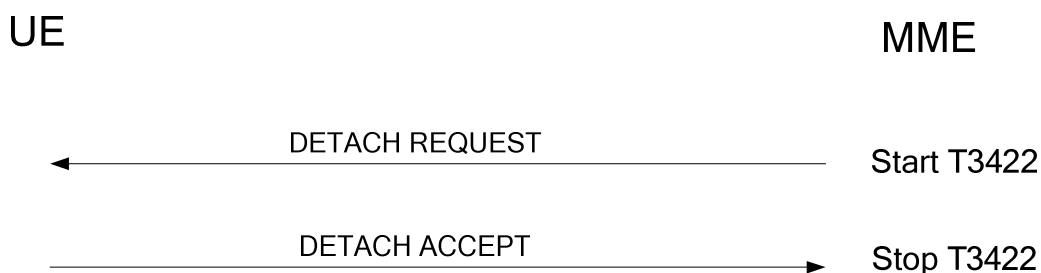 UE
MME
DETACH REQUEST
Start T3422
DETACH ACCEPT
Stop T3422